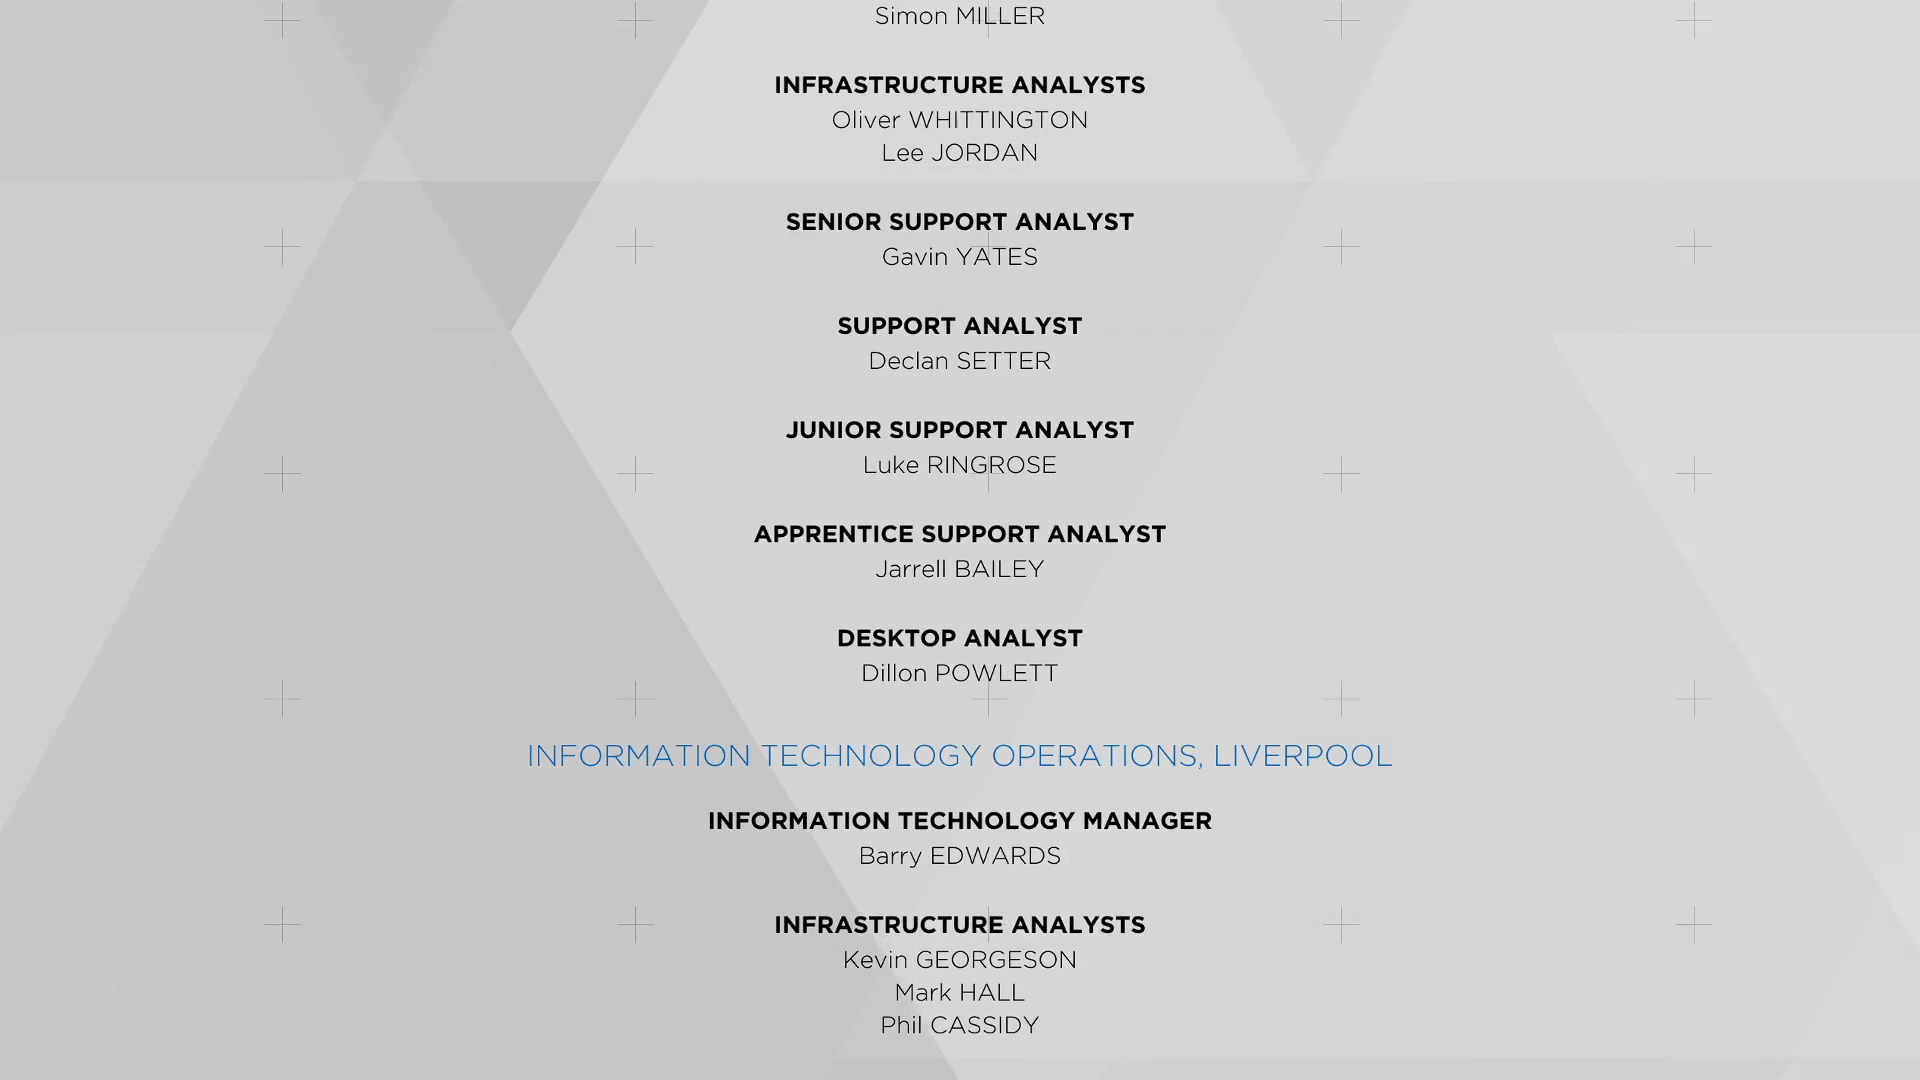 Simon MILLER
INFRASTRUCTURE ANALYSTS
Oliver WHITTINGTON
Lee JORDAN
SENIOR SUPPORT ANALYST
Gavin YATES
SUPPORT ANALYST
Declan SETTER
JUNIOR SUPPORT ANALYST
Luke RINGROSE
APPRENTICE SUPPORT ANALYST
Jarrell BAILEY
DESKTOP ANALYST
Dillon POWLETT
INFORMATION TECHNOLOGY OPERATIONS, LIVERPOOL
INFORMATION TECHNOLOGY MANAGER
Barry EDWARDS
INFRASTRUCTURE ANALYSTS
Kevin GEORGESON
Mark HALL
Phil CASSIDY